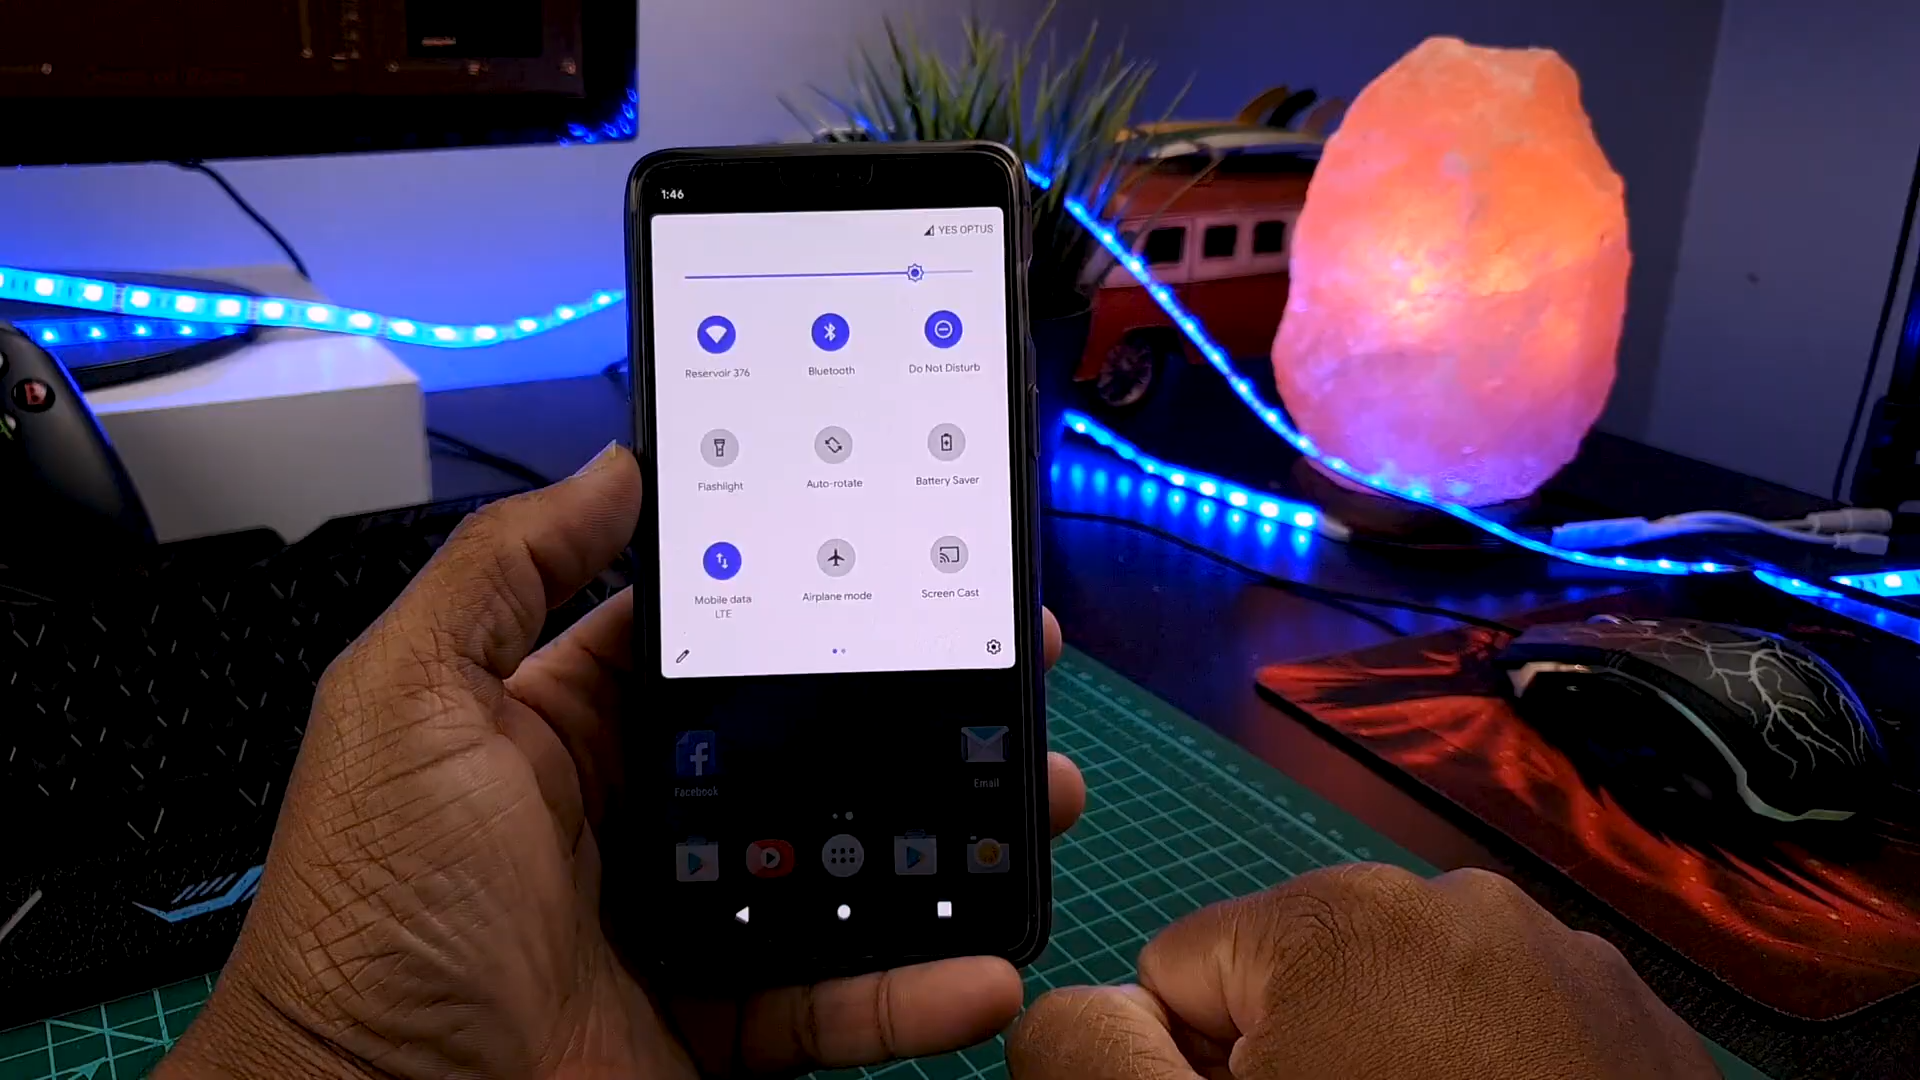 1:46
YES OPTUS
Reservoir 376
Bluetooth
Do Not Disturb
Flashlight
Auto-rotate
Battery Saver
Mobile data
LTE
Airplane mode
Screen Cast
Facebook
Email
B